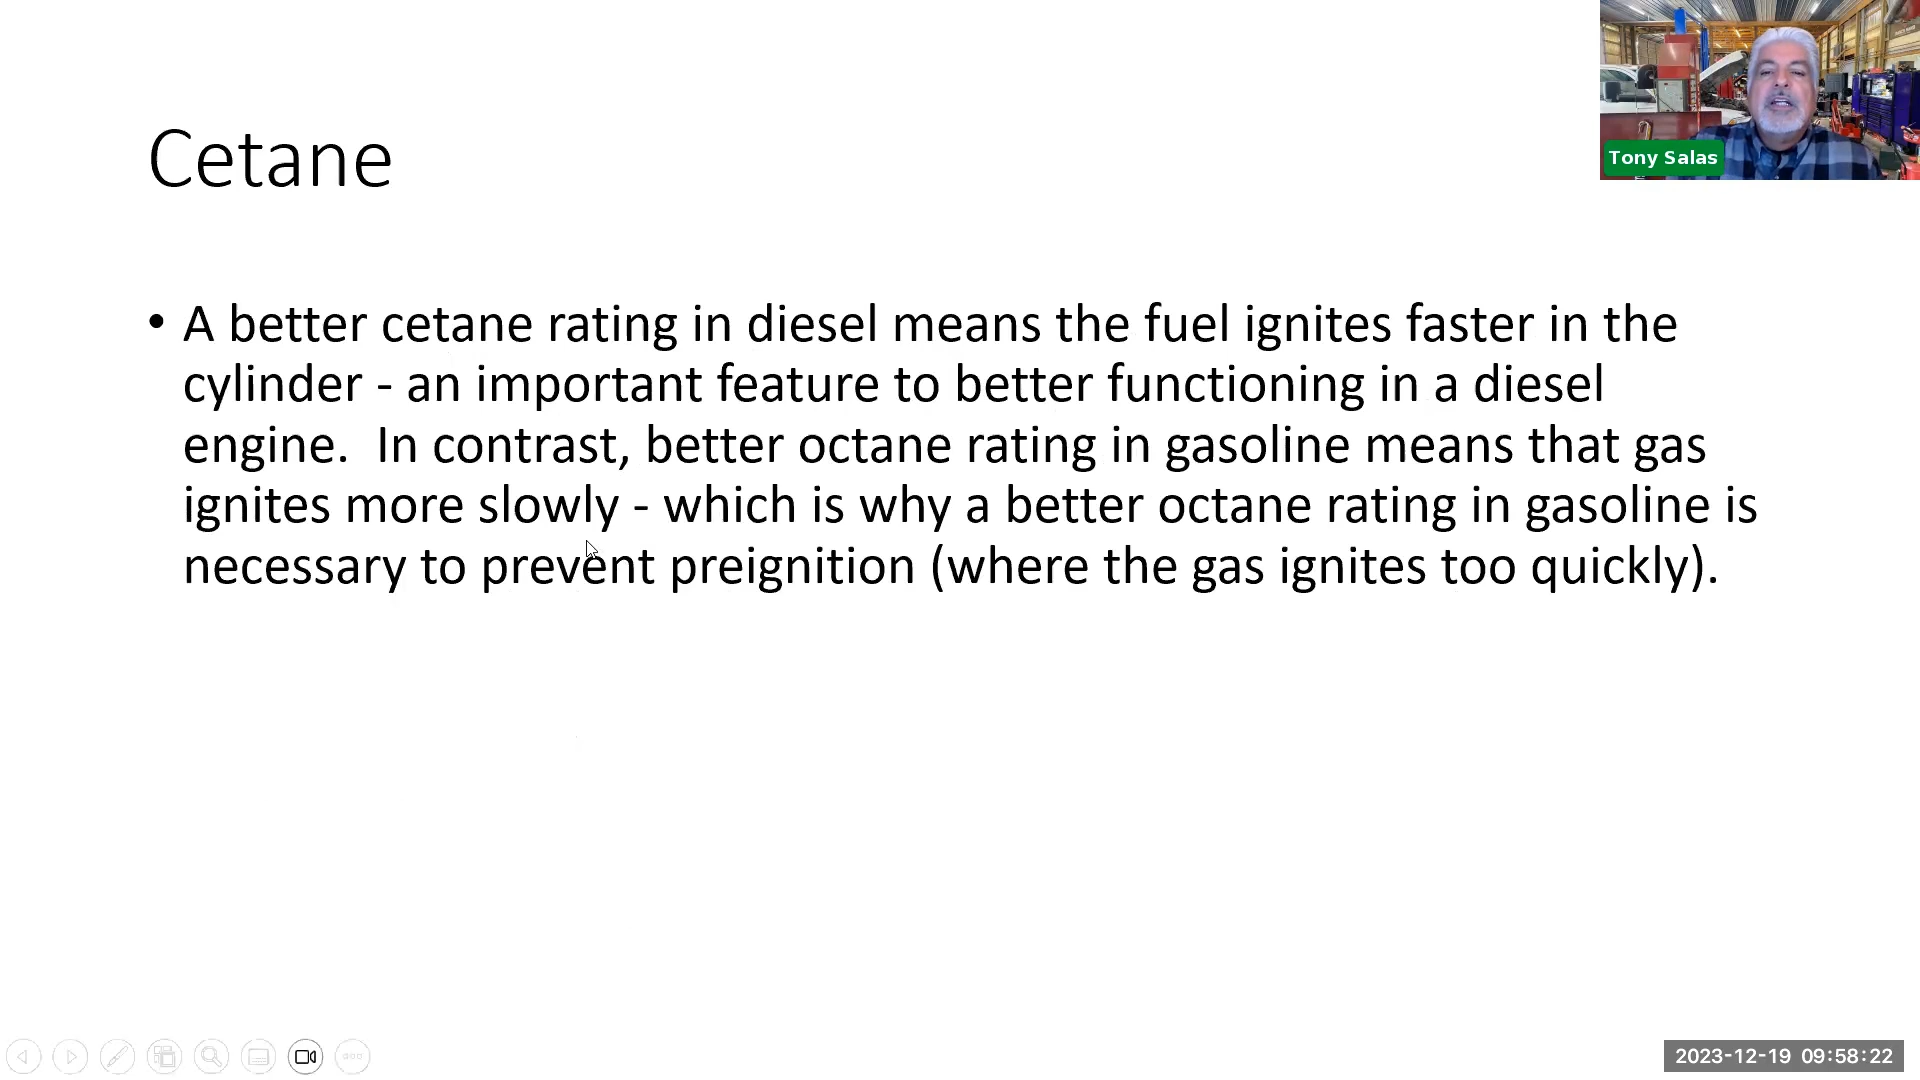 Cetane
Tony Salas
• A better cetane rating in diesel means the fuel ignites faster in the
cylinder - an important feature to better functioning in a diesel
engine.  In contrast, better octane rating in gasoline means that gas
ignites more slowly - which is why a better octane rating in gasoline is
necessary to prevent preignition (where the gas ignites too quickly).
2023-12-19 09:58:22